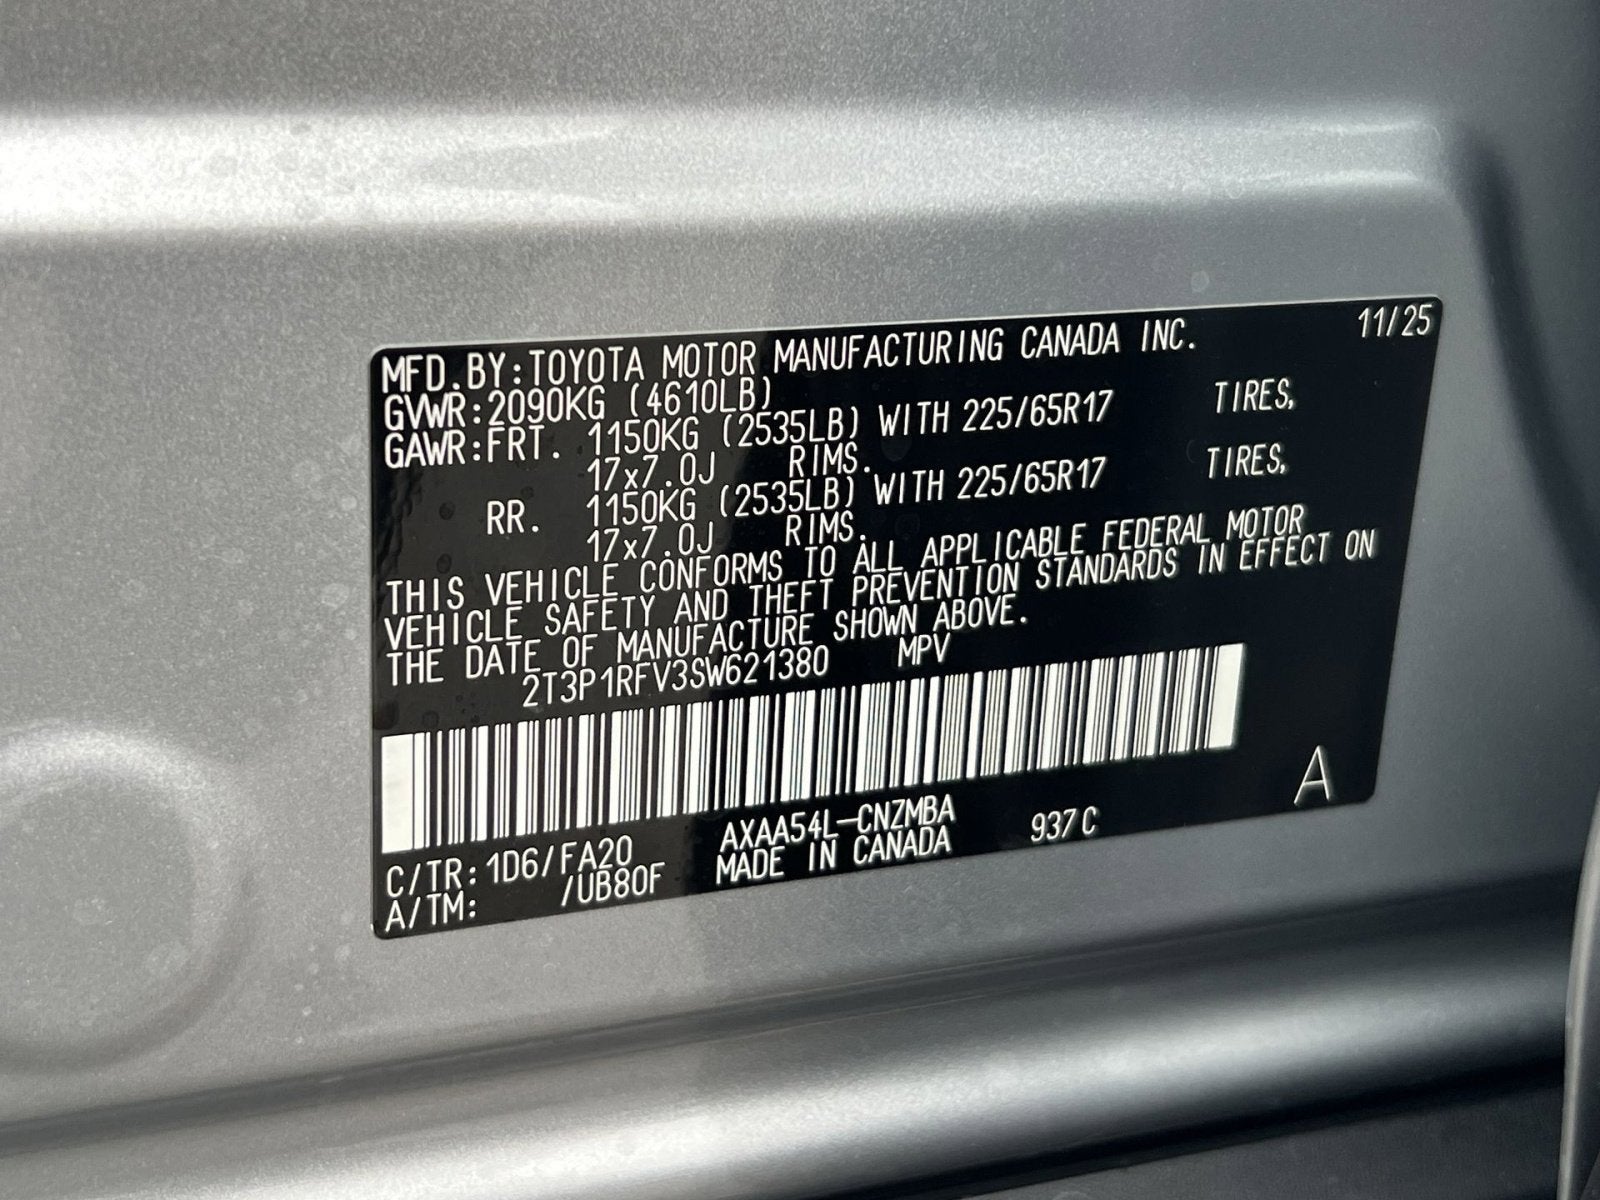 MFD.BY:TOYOTA MOTOR MANUFACTURING CANADA INC. 11/25
GVWR:2090KG (4610LB)
GAWR:FRT. 1150KG (2535LB) WITH 225/65R17 TIRES,
17x7.0J RIMS.
RR. 1150KG (2535LB) WITH 225/65R17 TIRES,
17x7.0J RIMS.
THIS VEHICLE CONFORMS TO ALL APPLICABLE FEDERAL MOTOR
VEHICLE SAFETY AND THEFT PREVENTION STANDARDS IN EFFECT ON
THE DATE OF MANUFACTURE SHOWN ABOVE.
2T3P1RFV3SW621380 MPV
A
AXAA54L-CNZMBA 937C
C/TR:1D6/FA20 MADE IN CANADA
A/TM: /UB80F